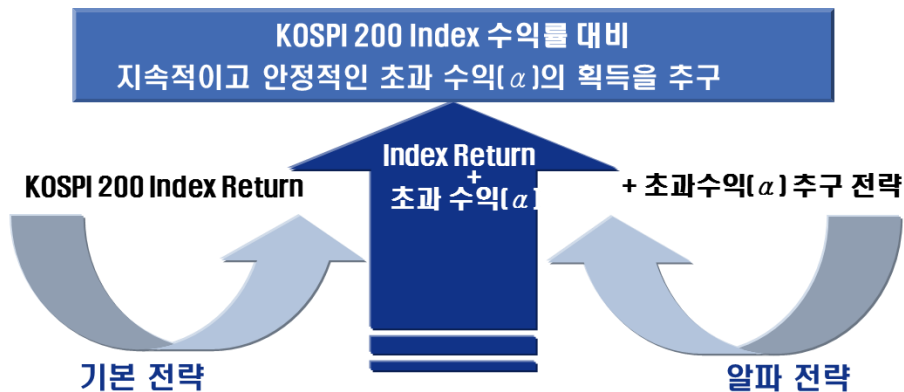 KOSPI 200 Index 수익률 대비
지속적이고 안정적인 초과 수익(α)의 획득을 추구
Index Return
+
초과 수익(α)
KOSPI 200 Index Return
+ 초과수익(α) 추구 전략
기본 전략
알파 전략